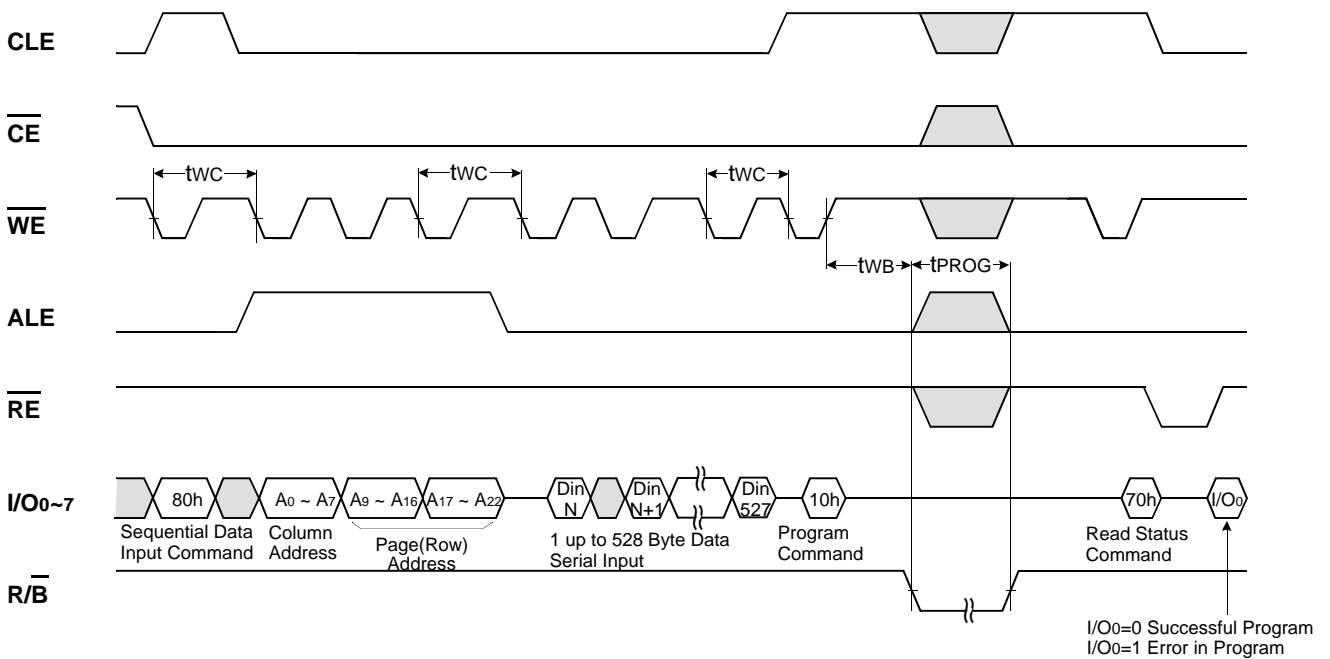 CLE
CE
tWC
tWC
tWC
WE
tWB
tPROG
ALE
RE
I/O0~7
80h
A0 ~ A7
A9 ~ A16
A17 ~ A22
Din
N
Din
N+1
Din
527
10h
70h
I/O0
Sequential Data
Input Command
Column
Address
Page(Row)
Address
1 up to 528 Byte Data
Serial Input
Program
Command
Read Status
Command
R/B
I/O0=0 Successful Program
I/O0=1 Error in Program